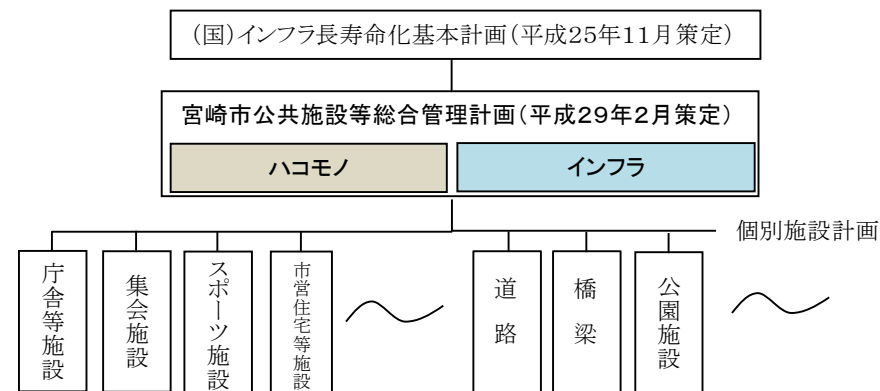 (国)インフラ長寿命化基本計画(平成25年11月策定)
宮崎市公共施設等総合管理計画(平成29年2月策定)
ハコモノ
インフラ
個別施設計画
庁舎等施設
集会施設
スポーツ施設
市営住宅等施設
道路
橋梁
公園施設